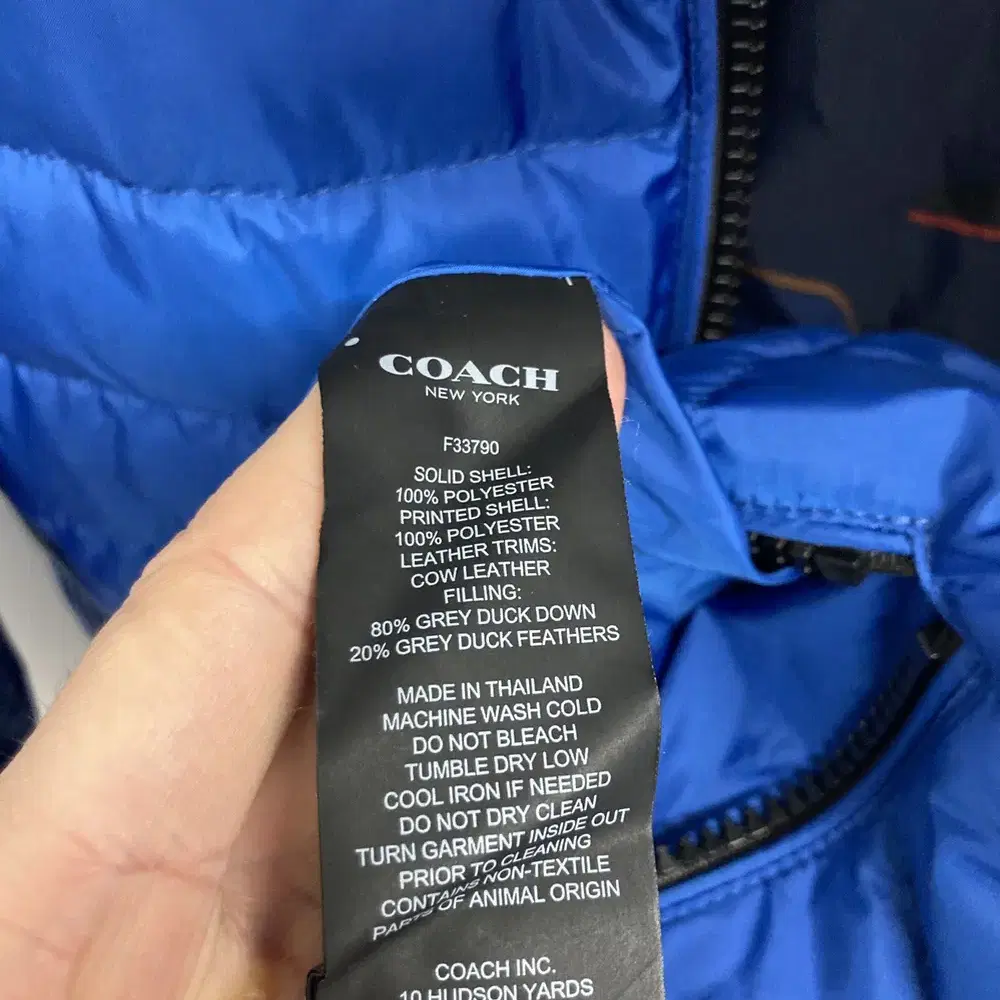 COACH
NEW YORK
F33790
SOLID SHELL:
100% POLYESTER
PRINTED SHELL:
100% POLYESTER
LEATHER TRIMS:
COW LEATHER
FILLING:
80% GREY DUCK DOWN
20% GREY DUCK FEATHERS
MADE IN THAILAND
MACHINE WASH COLD
DO NOT BLEACH
TUMBLE DRY LOW
COOL IRON IF NEEDED
DO NOT DRY CLEAN
TURN GARMENT INSIDE OUT
PRIOR TO CLEANING
CONTAINS NON-TEXTILE
PARTS OF ANIMAL ORIGIN
COACH INC.
10 HUDSON YARDS